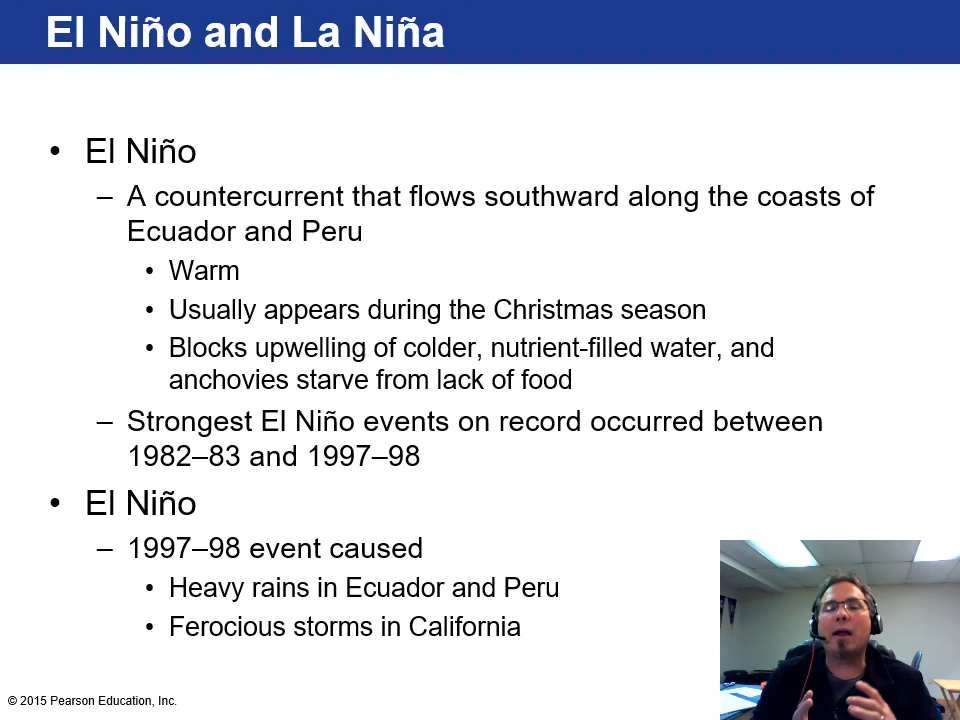 El Niño and La Niña
• El Niño
– A countercurrent that flows southward along the coasts of
Ecuador and Peru
• Warm
• Usually appears during the Christmas season
• Blocks upwelling of colder, nutrient-filled water, and
anchovies starve from lack of food
– Strongest El Niño events on record occurred between
1982–83 and 1997–98
• El Niño
– 1997–98 event caused
• Heavy rains in Ecuador and Peru
• Ferocious storms in California
© 2015 Pearson Education, Inc.